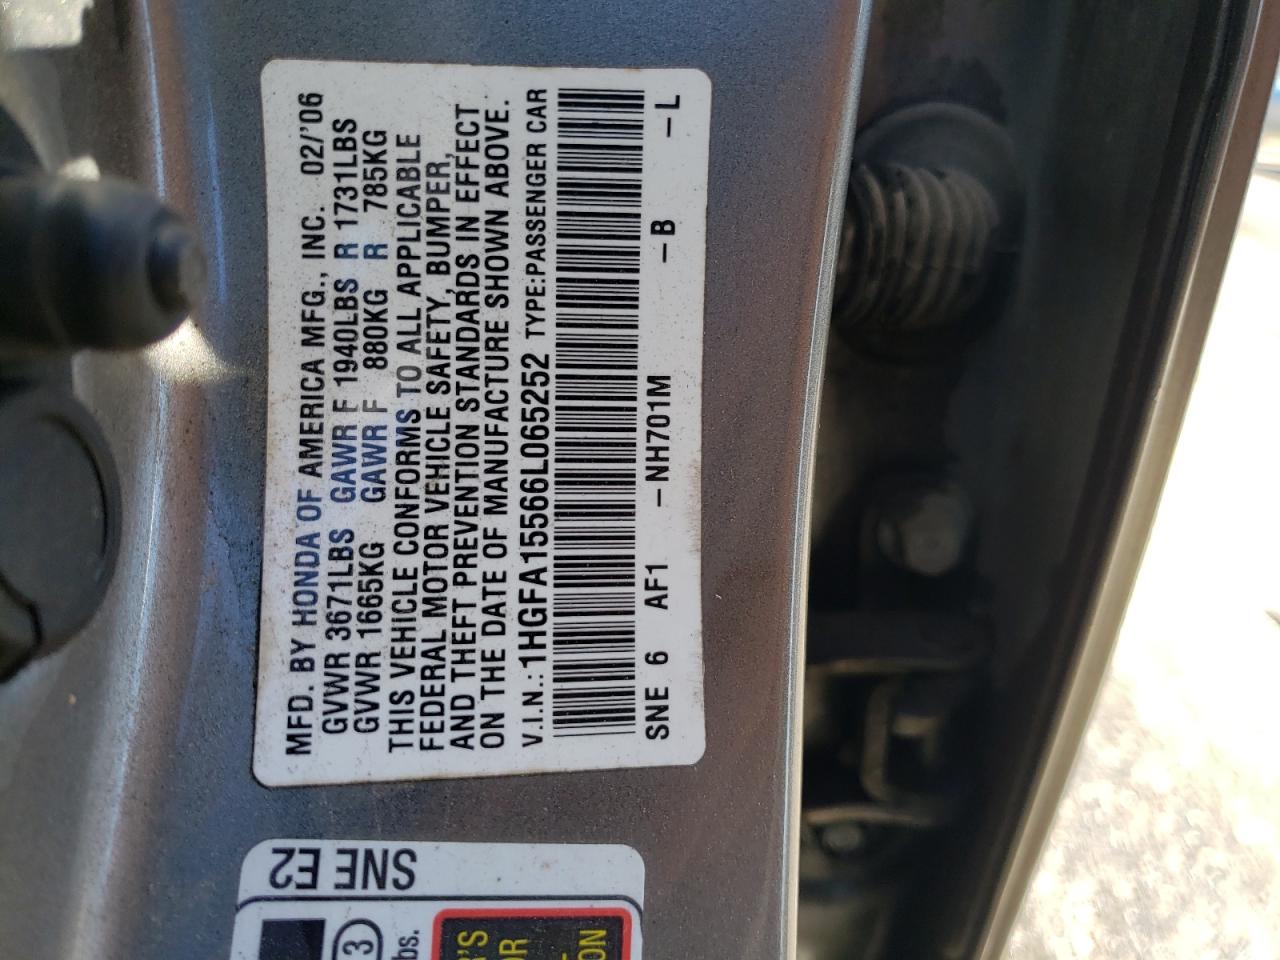 MFD. BY HONDA OF AMERICA MFG., INC. 02/'06
GVWR 3671LBS GAWR F 1940LBS R 1731LBS
GVWR 1665KG GAWR F 880KG R 785KG
THIS VEHICLE CONFORMS TO ALL APPLICABLE
FEDERAL MOTOR VEHICLE SAFETY, BUMPER,
AND THEFT PREVENTION STANDARDS IN EFFECT
ON THE DATE OF MANUFACTURE SHOWN ABOVE.
V.I.N.: 1HGFA15566L065252 TYPE:PASSENGER CAR
SNE 6 AF1 -NH701M -B -L
SNE E2
3